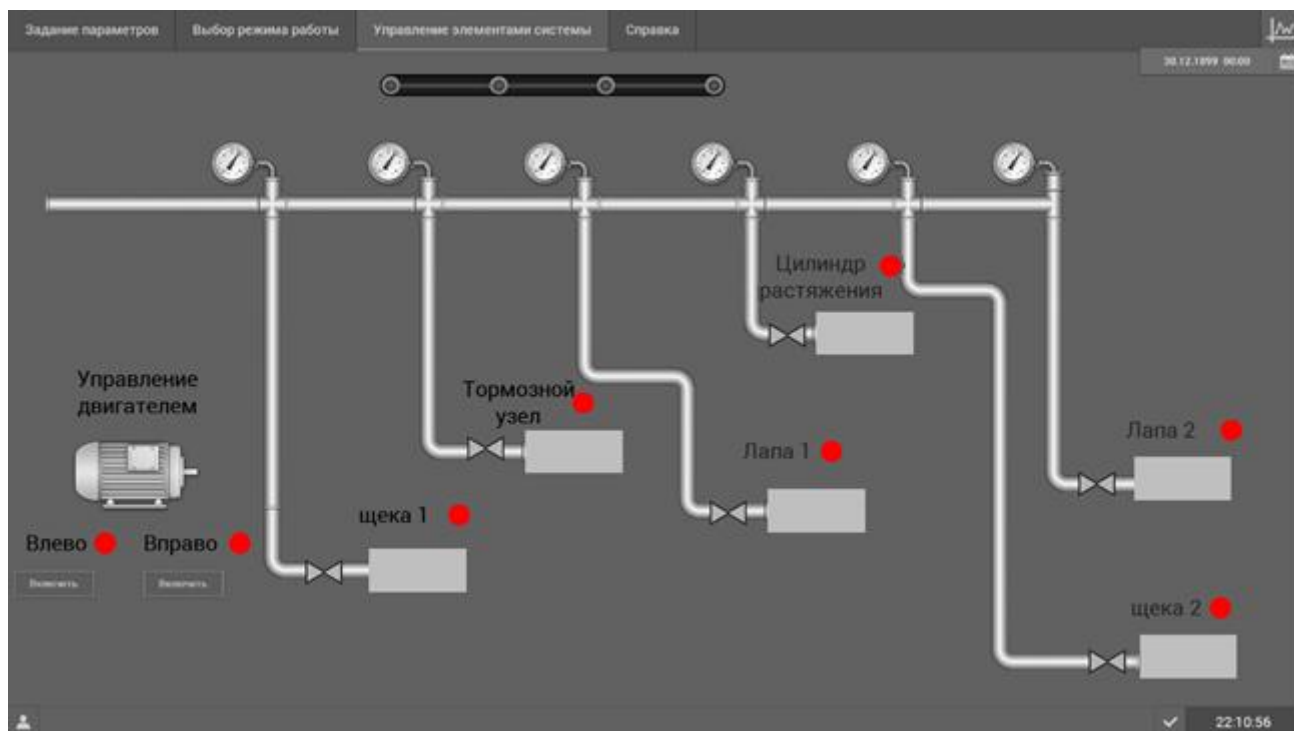 Задание параметров
Выбор режима работы
Управление элементами системы
Справка
30.12.1899 00:00
Цилиндр
растяжения
Управление
двигателем
Тормозной
узел
Лапа 1
Лапа 2
щека 1
Влево
Вправо
Включить
Включить
щека 2
22:10:56